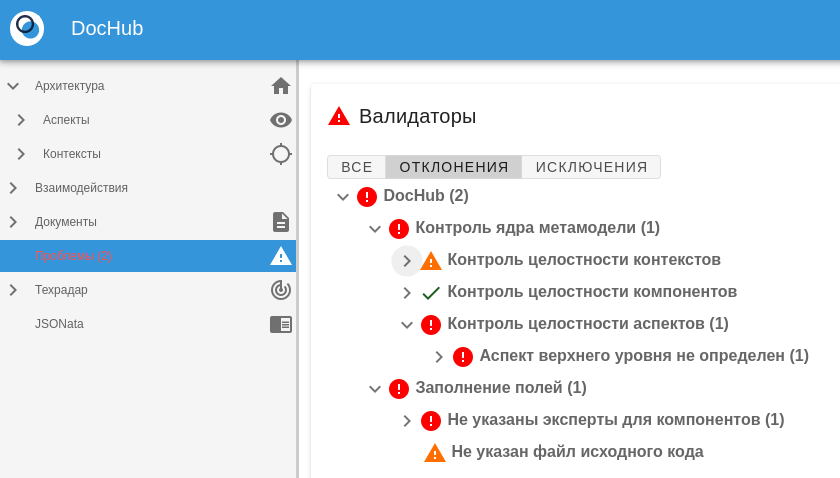 DocHub
Архитектура
Аспекты
Контексты
Взаимодействия
Документы
Проблемы (2)
Техрадар
JSONata
Валидаторы
ВСЕ ОТКЛОНЕНИЯ ИСКЛЮЧЕНИЯ
DocHub (2)
Контроль ядра метамодели (1)
Контроль целостности контекстов
Контроль целостности компонентов
Контроль целостности аспектов (1)
Аспект верхнего уровня не определен (1)
Заполнение полей (1)
Не указаны эксперты для компонентов (1)
Не указан файл исходного кода